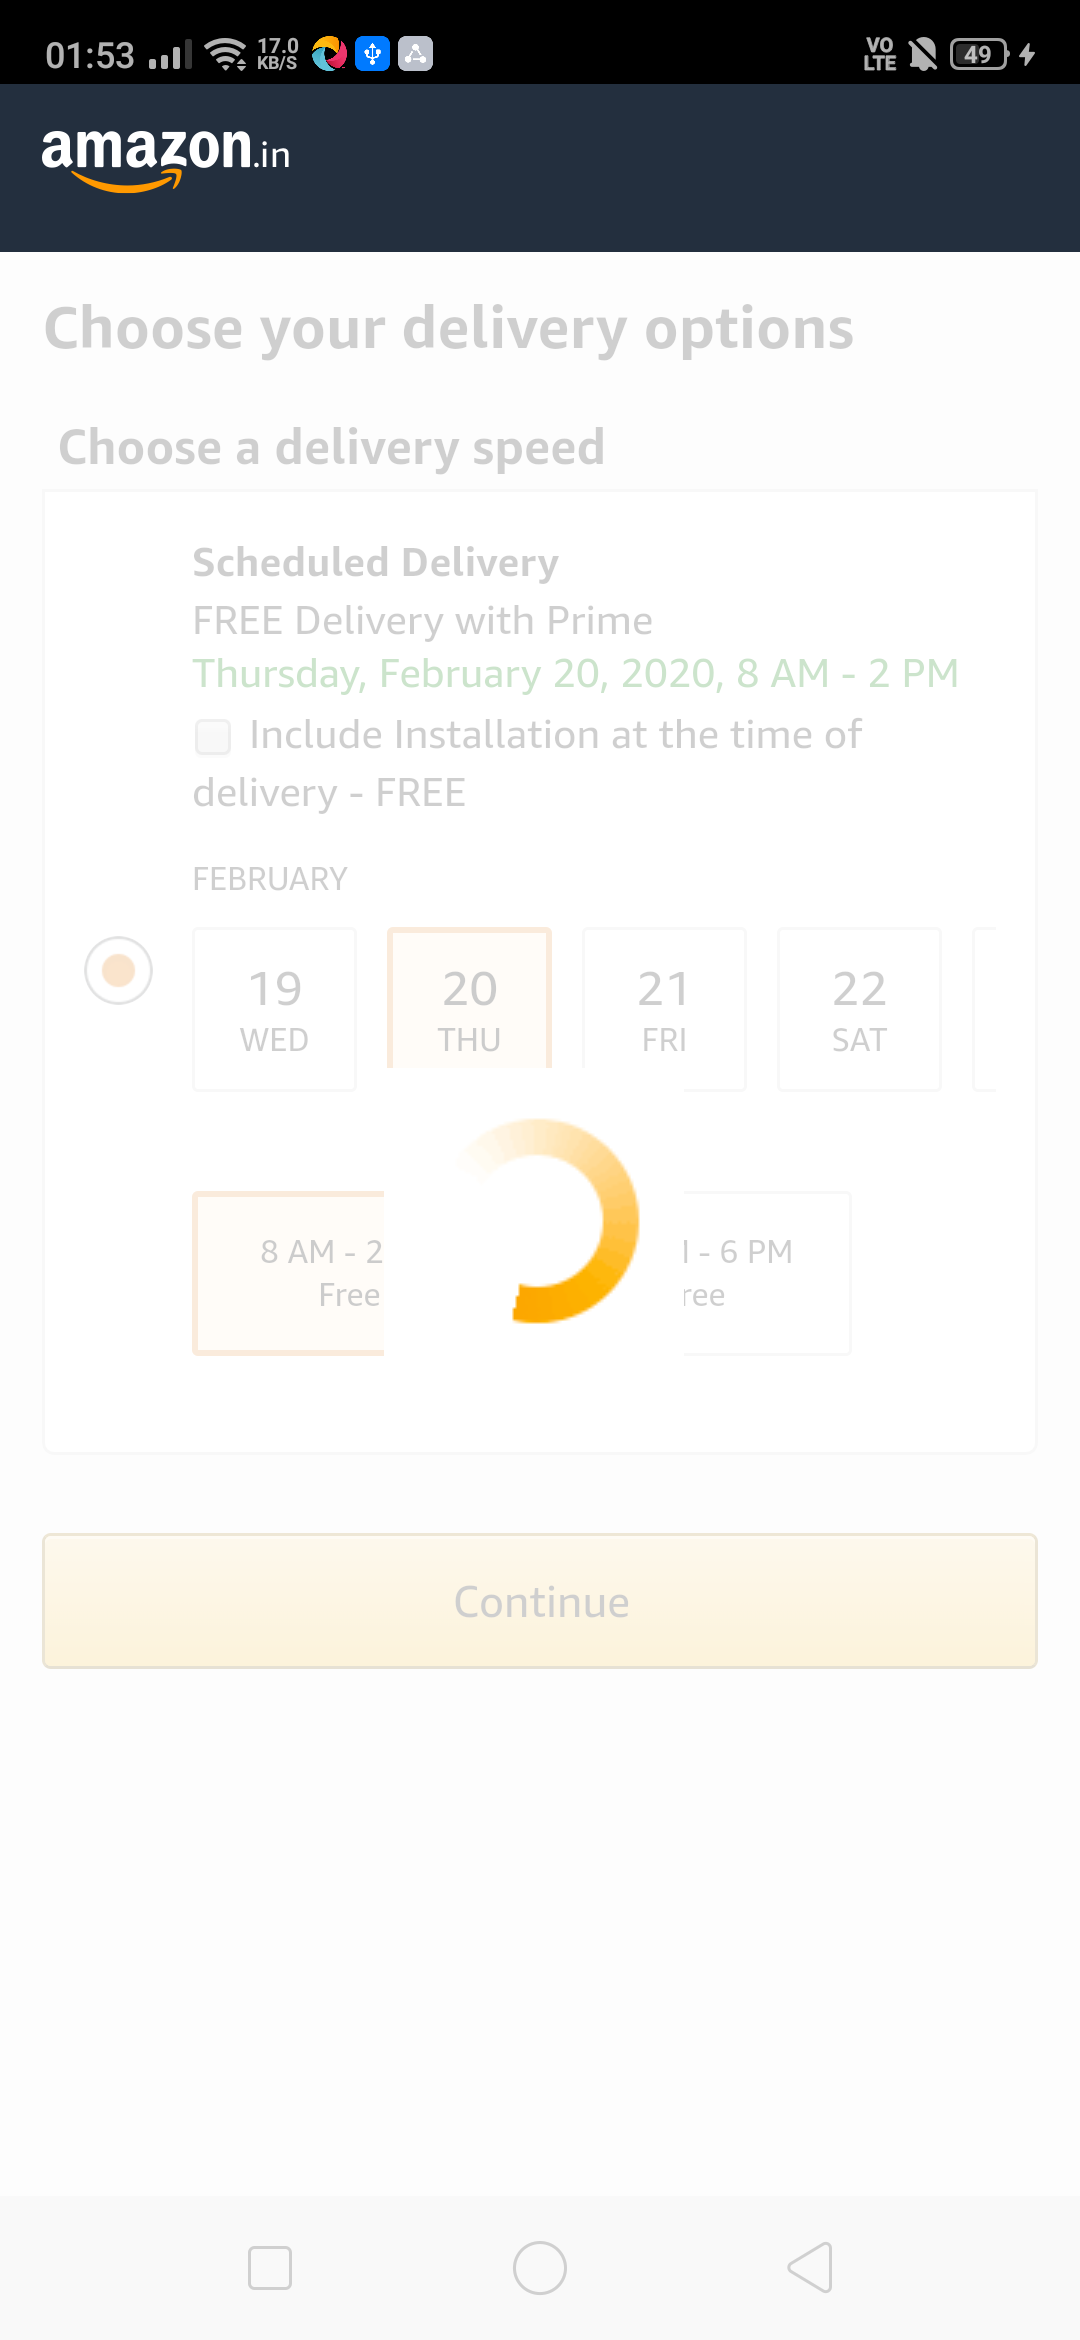 01:53
17.0
KB/S
VO
LTE
49
amazon.in
Choose your delivery options
Choose a delivery speed
Scheduled Delivery
FREE Delivery with Prime
Thursday, February 20, 2020, 8 AM - 2 PM
Include Installation at the time of
delivery - FREE
FEBRUARY
19 20 21 22
WED THU FRI SAT
8 AM - 2 - 6 PM
Free ree
Continue